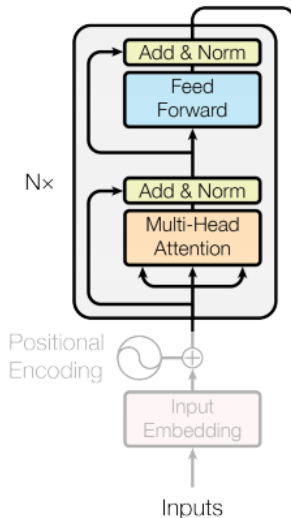 Add & Norm
Feed
Forward
N×
Add & Norm
Multi-Head
Attention
Positional
Encoding
Input
Embedding
Inputs